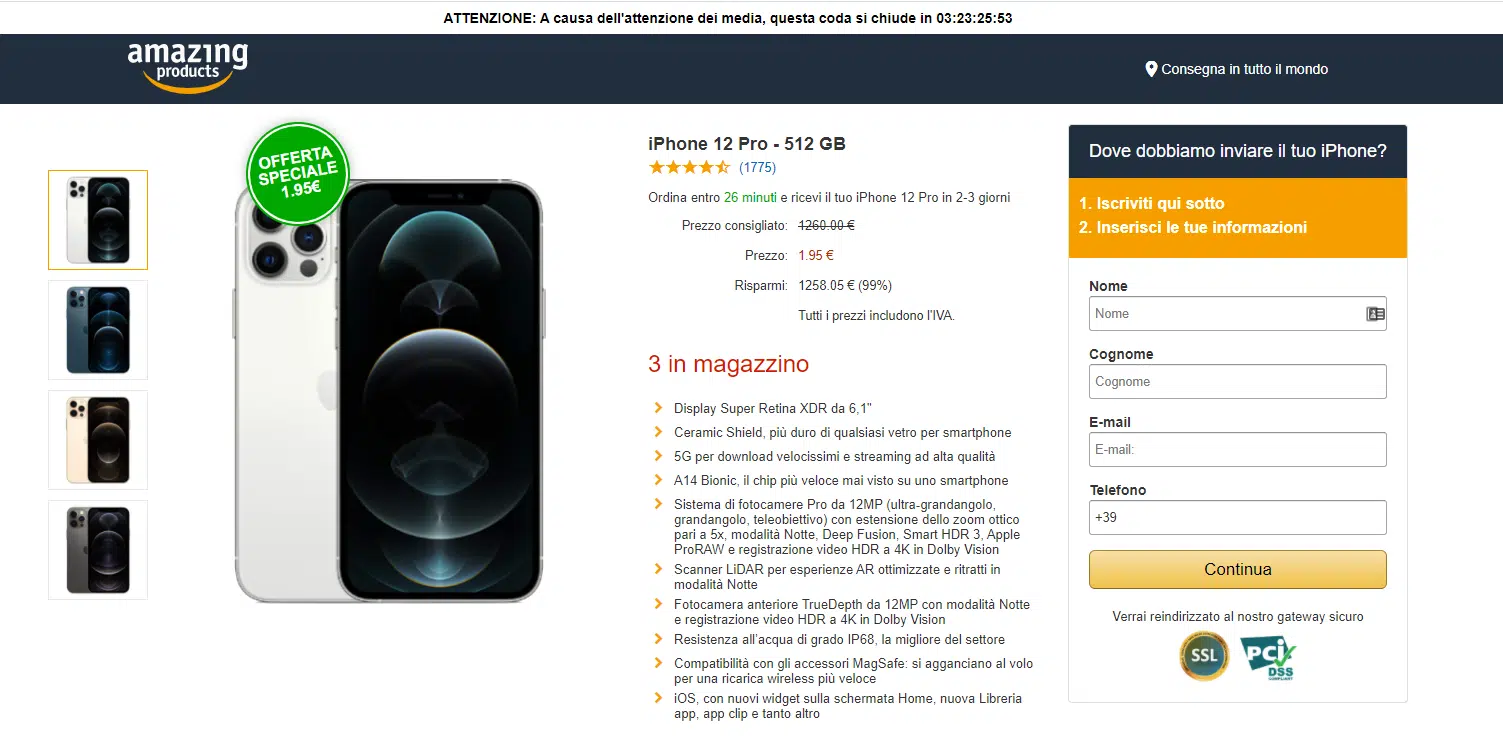 ATTENZIONE: A causa dell'attenzione dei media, questa coda si chiude in 03:23:25:53
amazing
products
Consegna in tutto il mondo
OFFERTA
SPECIALE
1.95€
iPhone 12 Pro - 512 GB
(1775)
Ordina entro 26 minuti e ricevi il tuo iPhone 12 Pro in 2-3 giorni
Prezzo consigliato: 1260.00 €
Prezzo: 1.95 €
Risparmi: 1258.05 € (99%)
Tutti i prezzi includono l'IVA.
3 in magazzino
Display Super Retina XDR da 6,1"
Ceramic Shield, più duro di qualsiasi vetro per smartphone
5G per download velocissimi e streaming ad alta qualità
A14 Bionic, il chip più veloce mai visto su uno smartphone
Sistema di fotocamere Pro da 12MP (ultra-grandangolo,
grandangolo, teleobiettivo) con estensione dello zoom ottico
pari a 5x, modalità Notte, Deep Fusion, Smart HDR 3, Apple
ProRAW e registrazione video HDR a 4K in Dolby Vision
Scanner LiDAR per esperienze AR ottimizzate e ritratti in
modalità Notte
Fotocamera anteriore TrueDepth da 12MP con modalità Notte
e registrazione video HDR a 4K in Dolby Vision
Resistenza all'acqua di grado IP68, la migliore del settore
Compatibilità con gli accessori MagSafe: si agganciano al volo
per una ricarica wireless più veloce
iOS, con nuovi widget sulla schermata Home, nuova Libreria
app, app clip e tanto altro
Dove dobbiamo inviare il tuo iPhone?
1. Iscriviti qui sotto
2. Inserisci le tue informazioni
Nome
Nome
Cognome
Cognome
E-mail
E-mail:
Telefono
+39
Continua
Verrai reindirizzato al nostro gateway sicuro
SSL
PCI
DSS
COMPLIANT